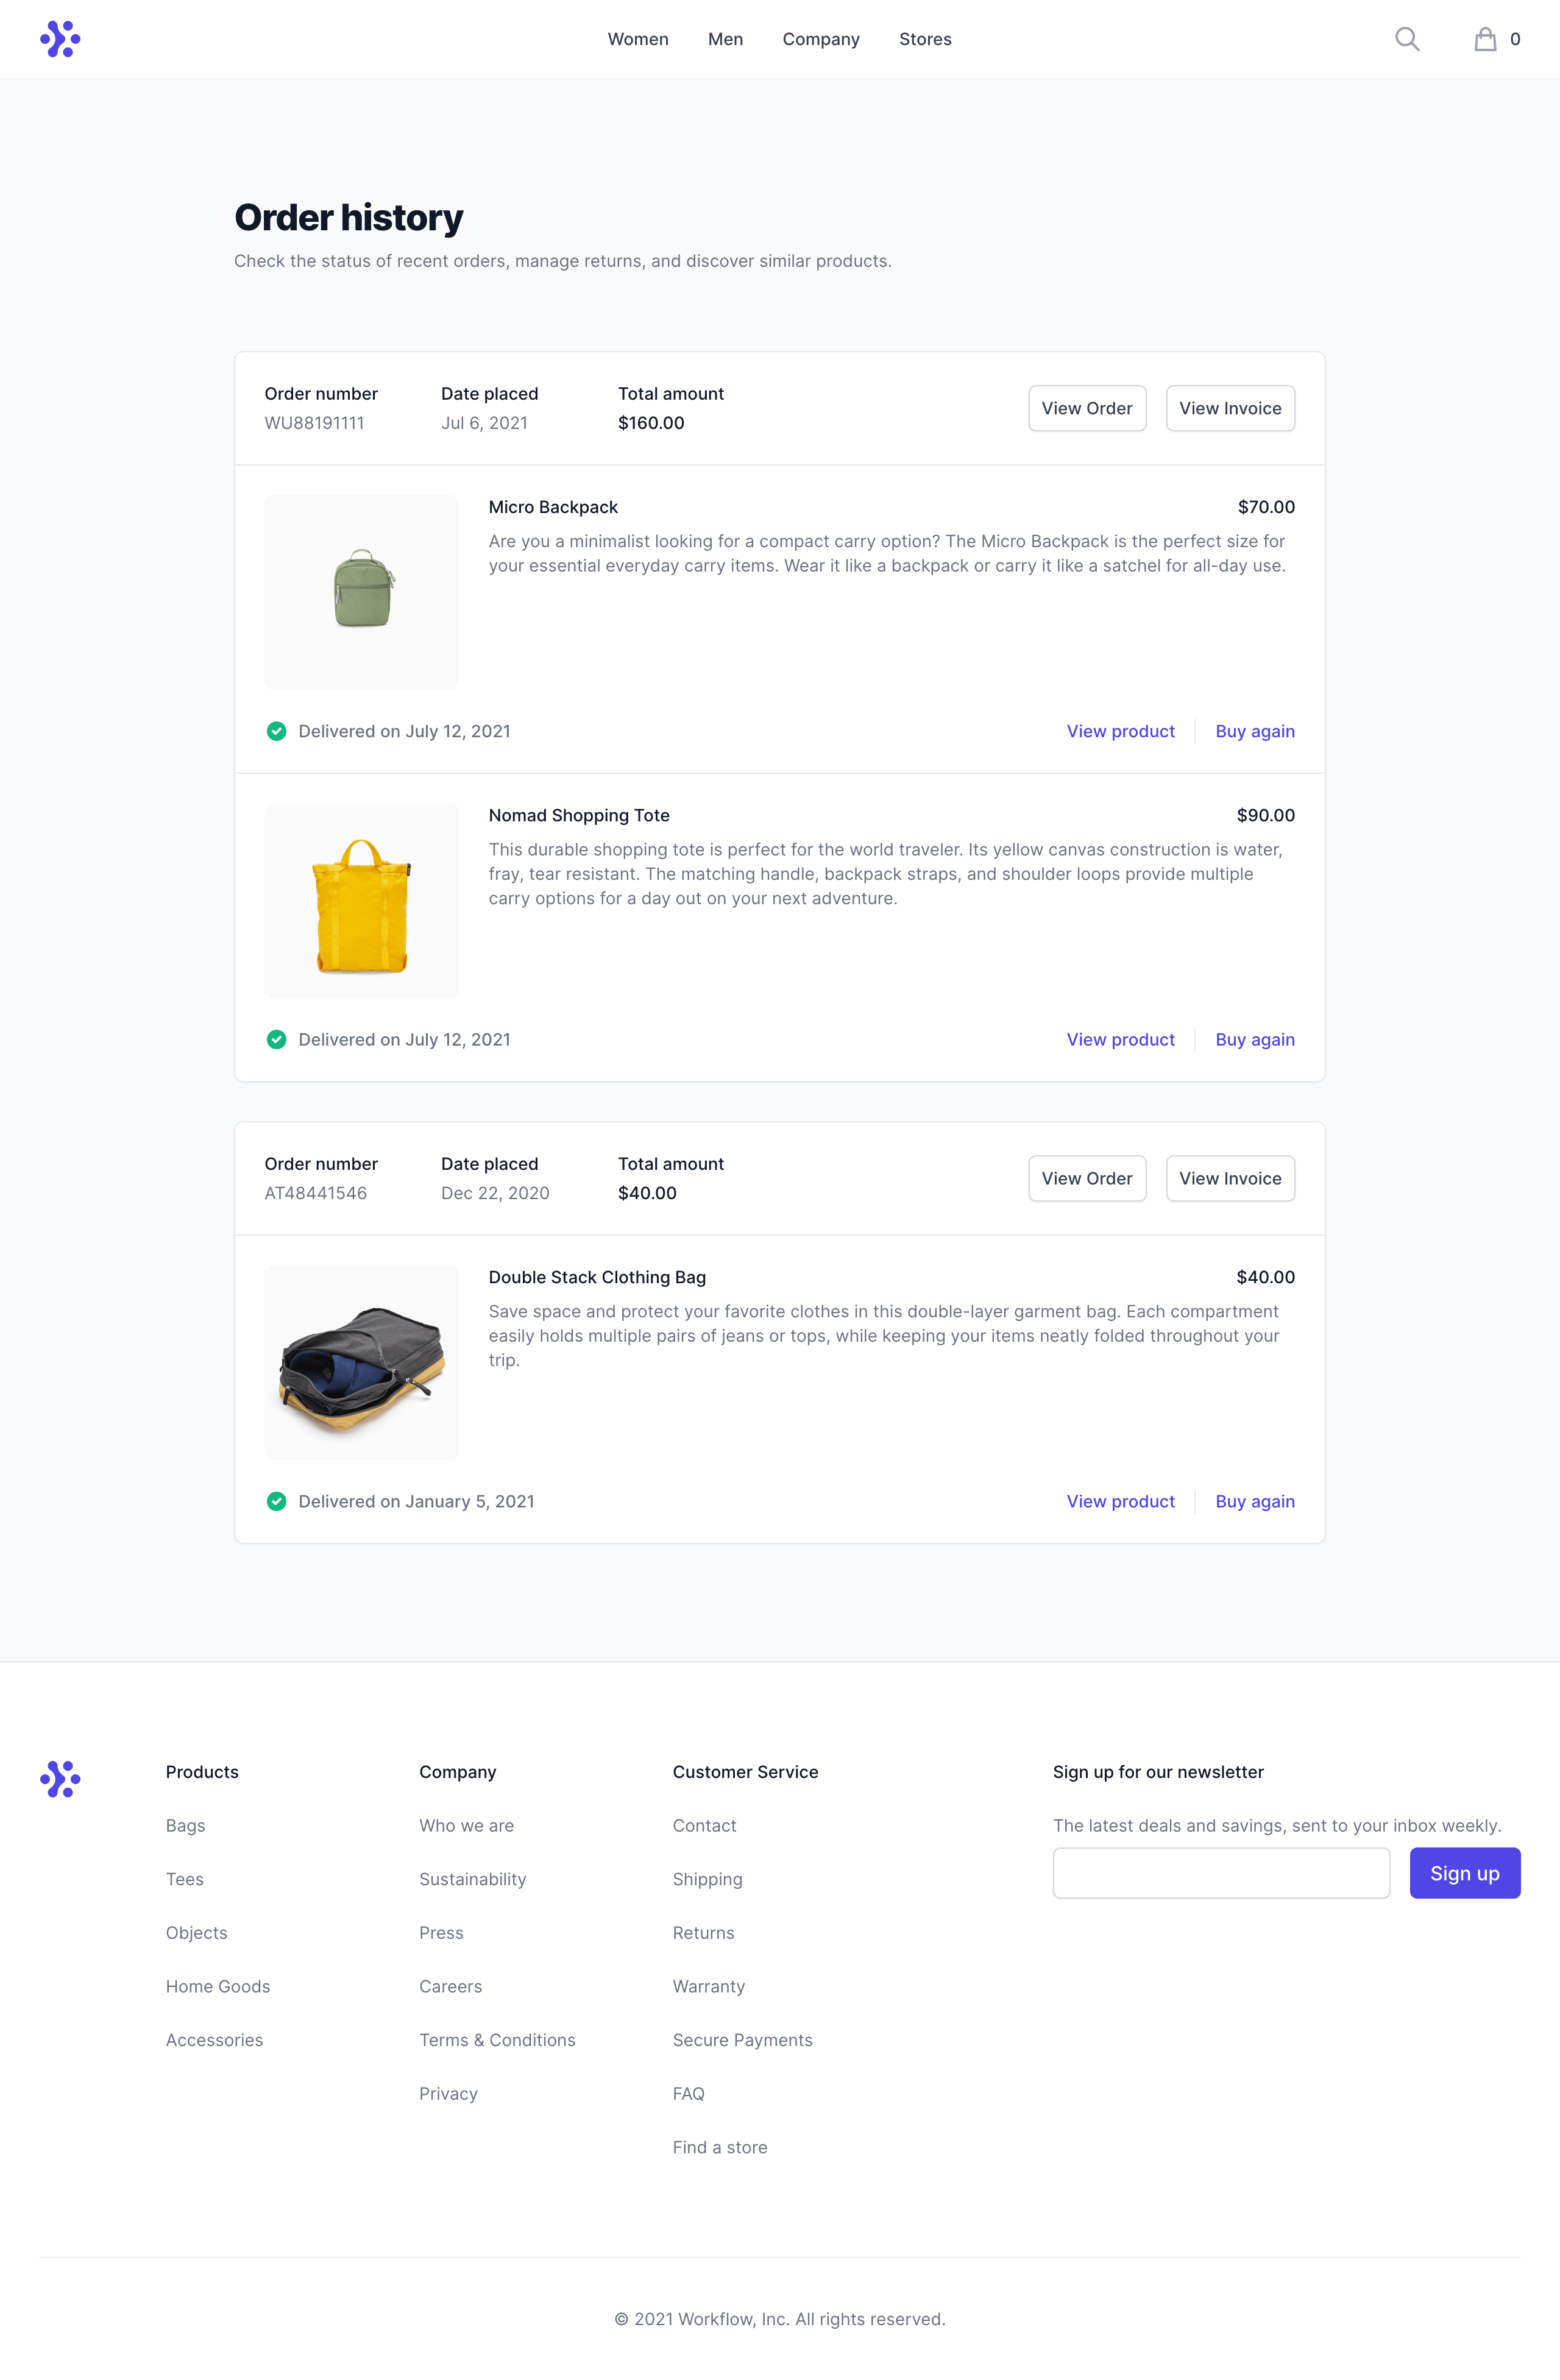 Women Men Company Stores 0
Order history
Check the status of recent orders, manage returns, and discover similar products.
Order number Date placed Total amount View Order View Invoice
WU88191111 Jul 6, 2021 $160.00
Micro Backpack $70.00
Are you a minimalist looking for a compact carry option? The Micro Backpack is the perfect size for
your essential everyday carry items. Wear it like a backpack or carry it like a satchel for all-day use.
Delivered on July 12, 2021 View product Buy again
Nomad Shopping Tote $90.00
This durable shopping tote is perfect for the world traveler. Its yellow canvas construction is water,
fray, tear resistant. The matching handle, backpack straps, and shoulder loops provide multiple
carry options for a day out on your next adventure.
Delivered on July 12, 2021 View product Buy again
Order number Date placed Total amount View Order View Invoice
AT48441546 Dec 22, 2020 $40.00
Double Stack Clothing Bag $40.00
Save space and protect your favorite clothes in this double-layer garment bag. Each compartment
easily holds multiple pairs of jeans or tops, while keeping your items neatly folded throughout your
trip.
Delivered on January 5, 2021 View product Buy again
Products
Bags
Tees
Objects
Home Goods
Accessories
Company
Who we are
Sustainability
Press
Careers
Terms & Conditions
Privacy
Customer Service
Contact
Shipping
Returns
Warranty
Secure Payments
FAQ
Find a store
Sign up for our newsletter
The latest deals and savings, sent to your inbox weekly.
Sign up
© 2021 Workflow, Inc. All rights reserved.